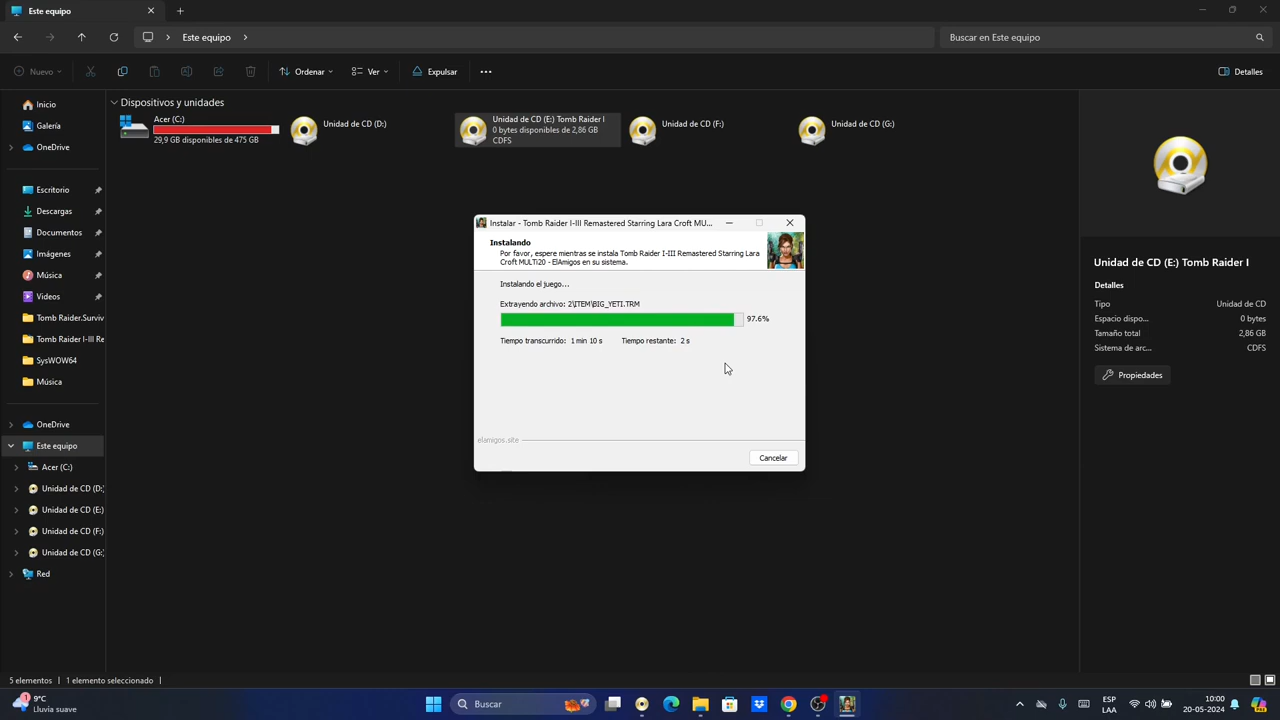 Este equipo
Este equipo
Buscar en Este equipo
Nuevo
Ordenar
Ver
Expulsar
Detalles
Inicio
Galería
OneDrive
Escritorio
Descargas
Documentos
Imágenes
Música
Videos
Tomb Raider.Surviv
Tomb Raider I-III Re
SysWOW64
Música
OneDrive
Este equipo
Acer (C:)
Unidad de CD (D:
Unidad de CD (E:)
Unidad de CD (F:)
Unidad de CD (G:
Red
Dispositivos y unidades
Acer (C:)
29,9 GB disponibles de 475 GB
Unidad de CD (D:)
Unidad de CD (E:) Tomb Raider I
0 bytes disponibles de 2,86 GB
CDFS
Unidad de CD (F:)
Unidad de CD (G:)
Instalar - Tomb Raider I-III Remastered Starring Lara Croft MU...
Instalando
Por favor, espere mientras se instala Tomb Raider I-III Remastered Starring Lara
Croft MULTi20 - ElAmigos en su sistema.
Instalando el juego...
Extrayendo archivo: 2\ITEM\BIG_YETI.TRM
97.6%
Tiempo transcurrido: 1 min 10 s Tiempo restante: 2 s
elamigos.site
Cancelar
Unidad de CD (E:) Tomb Raider I
Detalles
Tipo Unidad de CD
Espacio dispo... 0 bytes
Tamaño total 2,86 GB
Sistema de arc... CDFS
Propiedades
5 elementos 1 elemento seleccionado
1
9°C
Lluvia suave
Buscar
ESP
LAA
10:05
20-05-2024